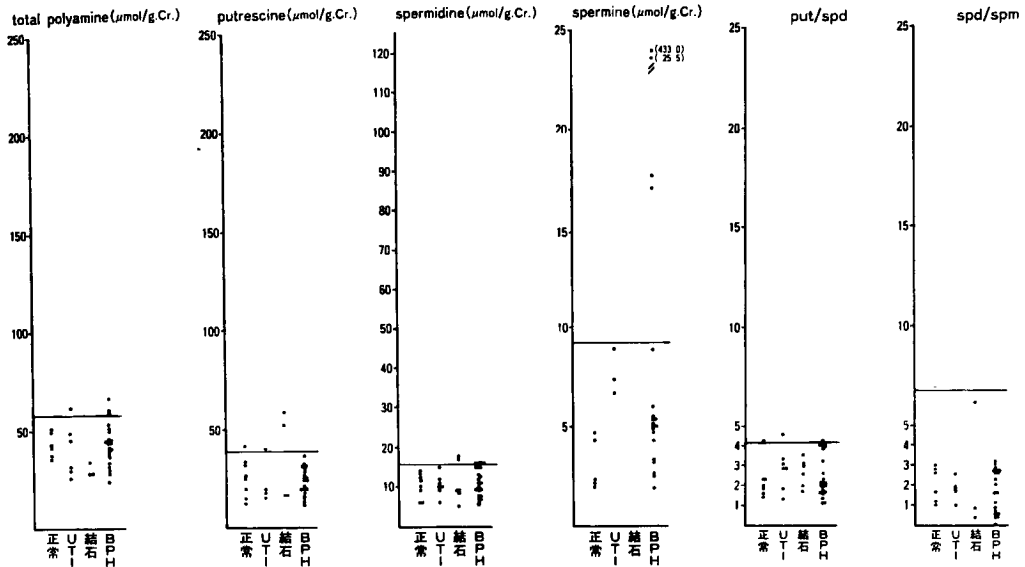 total polyamine (μmol/g.Cr.)
250
200
150
100
50
正常
UTI
結石
BPH
putrescine (μmol/g.Cr.)
250
200
150
100
50
正常
UTI
結石
BPH
spermidine (μmol/g.Cr.)
120
110
100
90
80
70
60
50
40
30
20
10
正常
UTI
結石
BPH
spermine (μmol/g.Cr.)
(433 0)
( 25 5)
25
20
15
10
5
正常
UTI
結石
BPH
put/spd
25
20
15
10
5
4
3
2
1
正常
UTI
結石
BPH
spd/spm
25
20
15
10
5
4
3
2
1
正常
UTI
結石
BPH